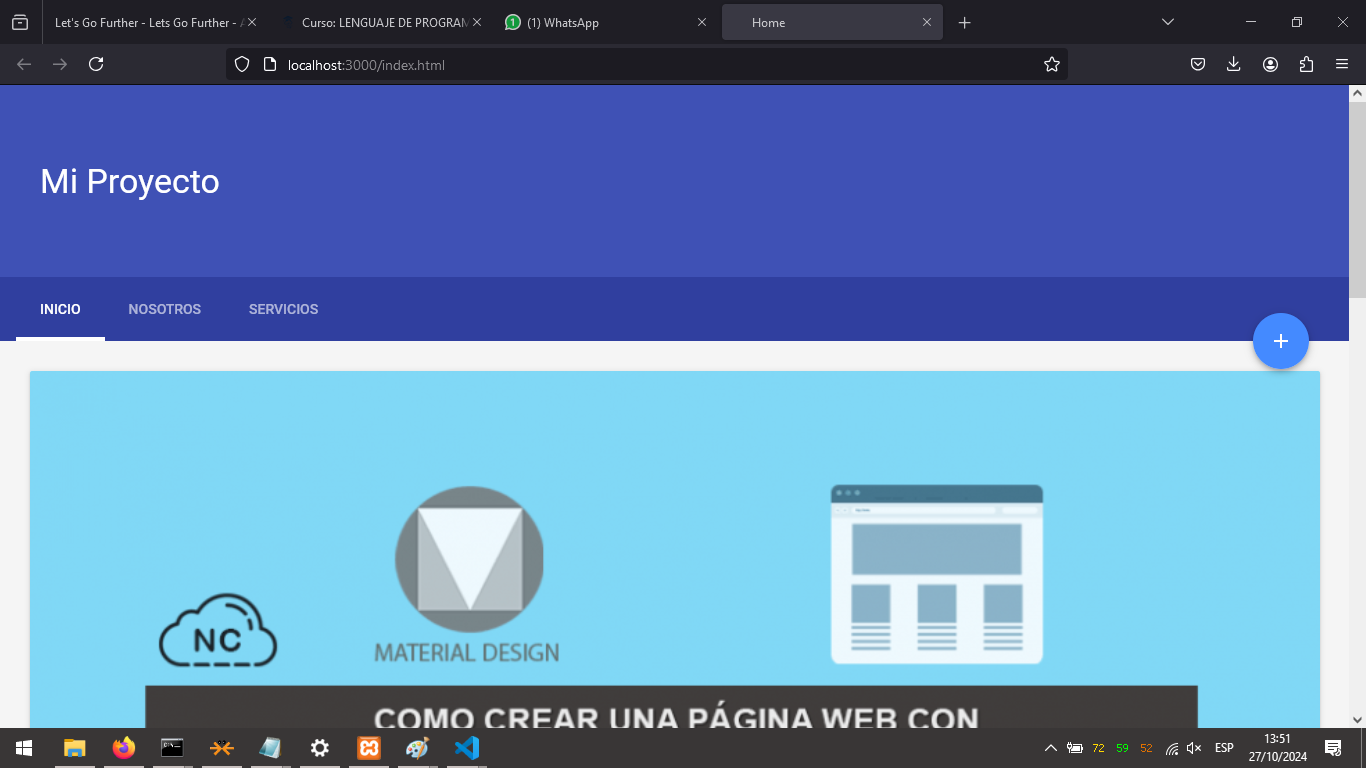 Let's Go Further - Lets Go Further - A
Curso: LENGUAJE DE PROGRAM
1 (1) WhatsApp
Home
localhost:3000/index.html
Mi Proyecto
INICIO NOSOTROS SERVICIOS
NC
MATERIAL DESIGN
COMO CREAR UNA PÁGINA WEB CON
72 59 52 ESP
13:51
27/10/2024